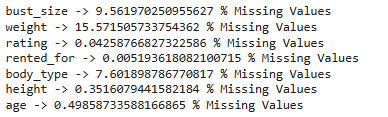 bust_size -> 9.561970250955627 % Missing Values
weight -> 15.571505733754362 % Missing Values
rating -> 0.04258766827322586 % Missing Values
rented_for -> 0.005193618082100715 % Missing Values
body_type -> 7.601898786770817 % Missing Values
height -> 0.3516079441582184 % Missing Values
age -> 0.49858733588166865 % Missing Values